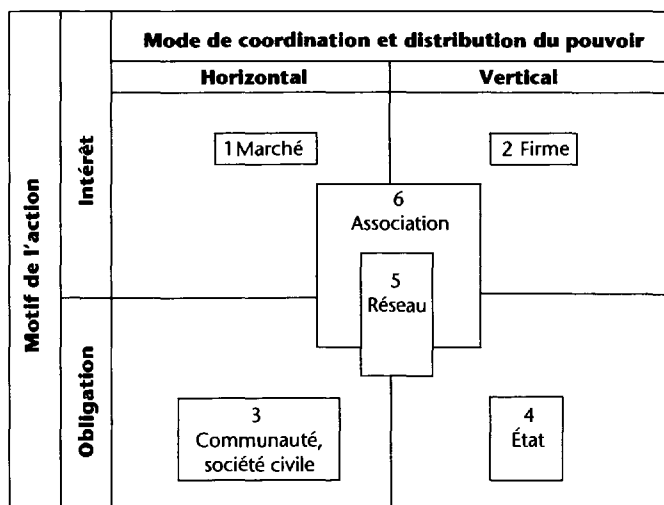 Mode de coordination et distribution du pouvoir
Horizontal
Vertical
Motif de l'action
Intérêt
1 Marché
2 Firme
6
Association
5
Réseau
Obligation
3
Communauté,
société civile
4
État